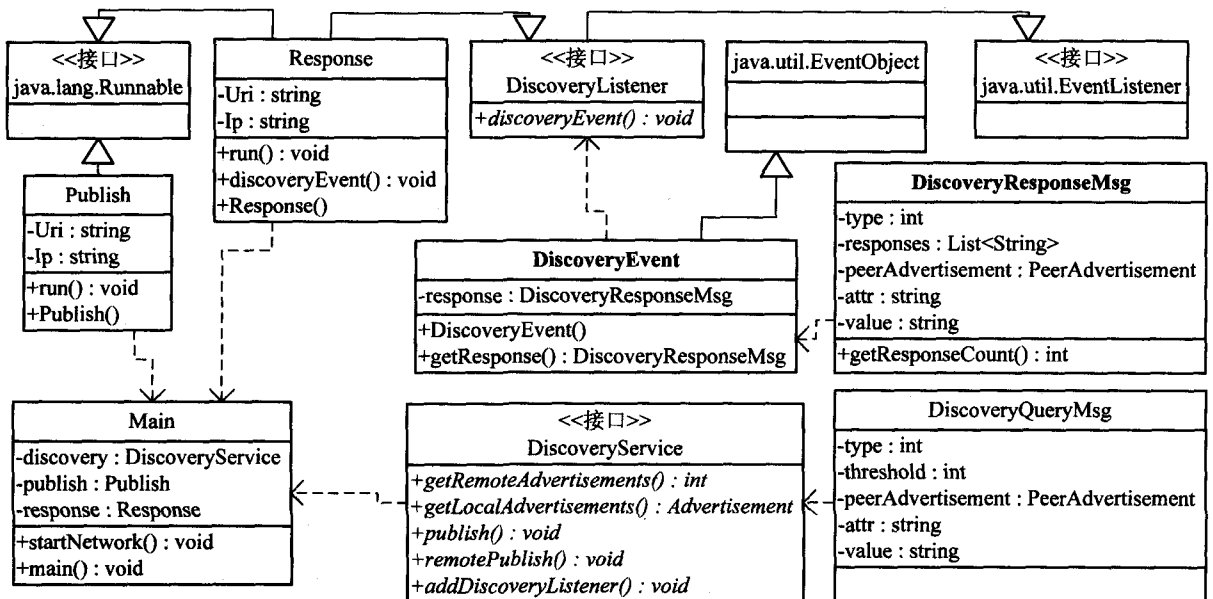 <<接口>>
java.lang.Runnable
Response
-Uri : string
-Ip : string
+run() : void
+discoveryEvent() : void
+Response()
<<接口>>
DiscoveryListener
+discoveryEvent() : void
java.util.EventObject
<<接口>>
java.util.EventListener
Publish
-Uri : string
-Ip : string
+run() : void
+Publish()
DiscoveryEvent
-response : DiscoveryResponseMsg
+DiscoveryEvent()
+getResponse() : DiscoveryResponseMsg
DiscoveryResponseMsg
-type : int
-responses : List<String>
-peerAdvertisement : PeerAdvertisement
-attr : string
-value : string
+getResponseCount() : int
Main
-discovery : DiscoveryService
-publish : Publish
-response : Response
+startNetwork() : void
+main() : void
<<接口>>
DiscoveryService
+getRemoteAdvertisements() : int
+getLocalAdvertisements() : Advertisement
+publish() : void
+remotePublish() : void
+addDiscoveryListener() : void
DiscoveryQueryMsg
-type : int
-threshold : int
-peerAdvertisement : PeerAdvertisement
-attr : string
-value : string